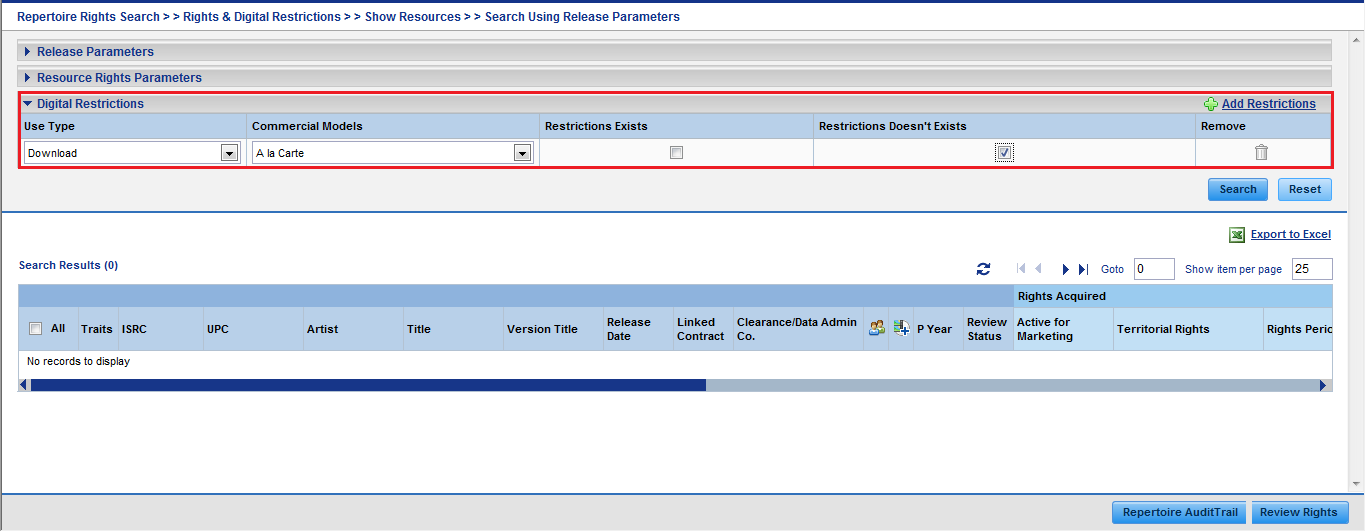 Repertoire Rights Search > > Rights & Digital Restrictions > > Show Resources > > Search Using Release Parameters
Release Parameters
Resource Rights Parameters
Digital Restrictions Add Restrictions
Use Type Commercial Models Restrictions Exists Restrictions Doesn't Exists Remove
Download A la Carte
Search Reset
Export to Excel
Search Results (0) Goto 0 Show item per page 25
Rights Acquired
All Traits ISRC UPC Artist Title Version Title Release Date Linked Contract Clearance/Data Admin Co. P Year Review Status Active for Marketing Territorial Rights Rights Perio
No records to display
Repertoire AuditTrail Review Rights